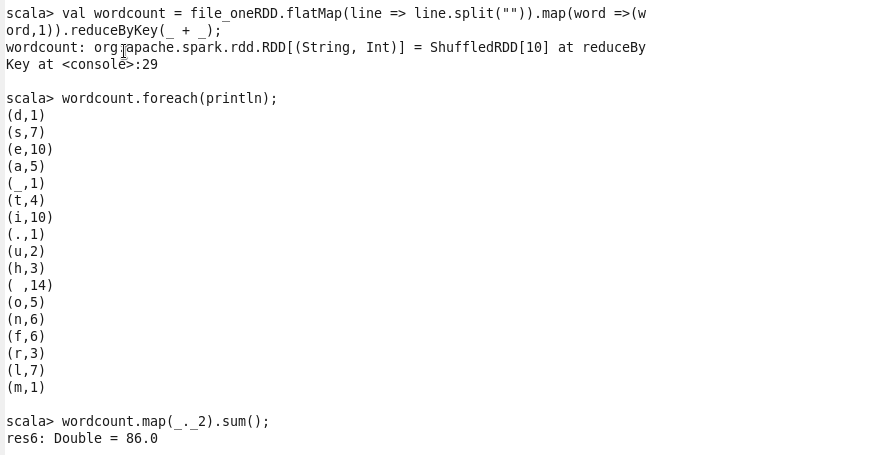 scala> val wordcount = file_oneRDD.flatMap(line => line.split("")).map(word =>(w
ord,1)).reduceByKey(_ + _);
wordcount: org.apache.spark.rdd.RDD[(String, Int)] = ShuffledRDD[10] at reduceBy
Key at <console>:29
scala> wordcount.foreach(println);
(d,1)
(s,7)
(e,10)
(a,5)
(_,1)
(t,4)
(i,10)
(.,1)
(u,2)
(h,3)
( ,14)
(o,5)
(n,6)
(f,6)
(r,3)
(l,7)
(m,1)
scala> wordcount.map(_._2).sum();
res6: Double = 86.0